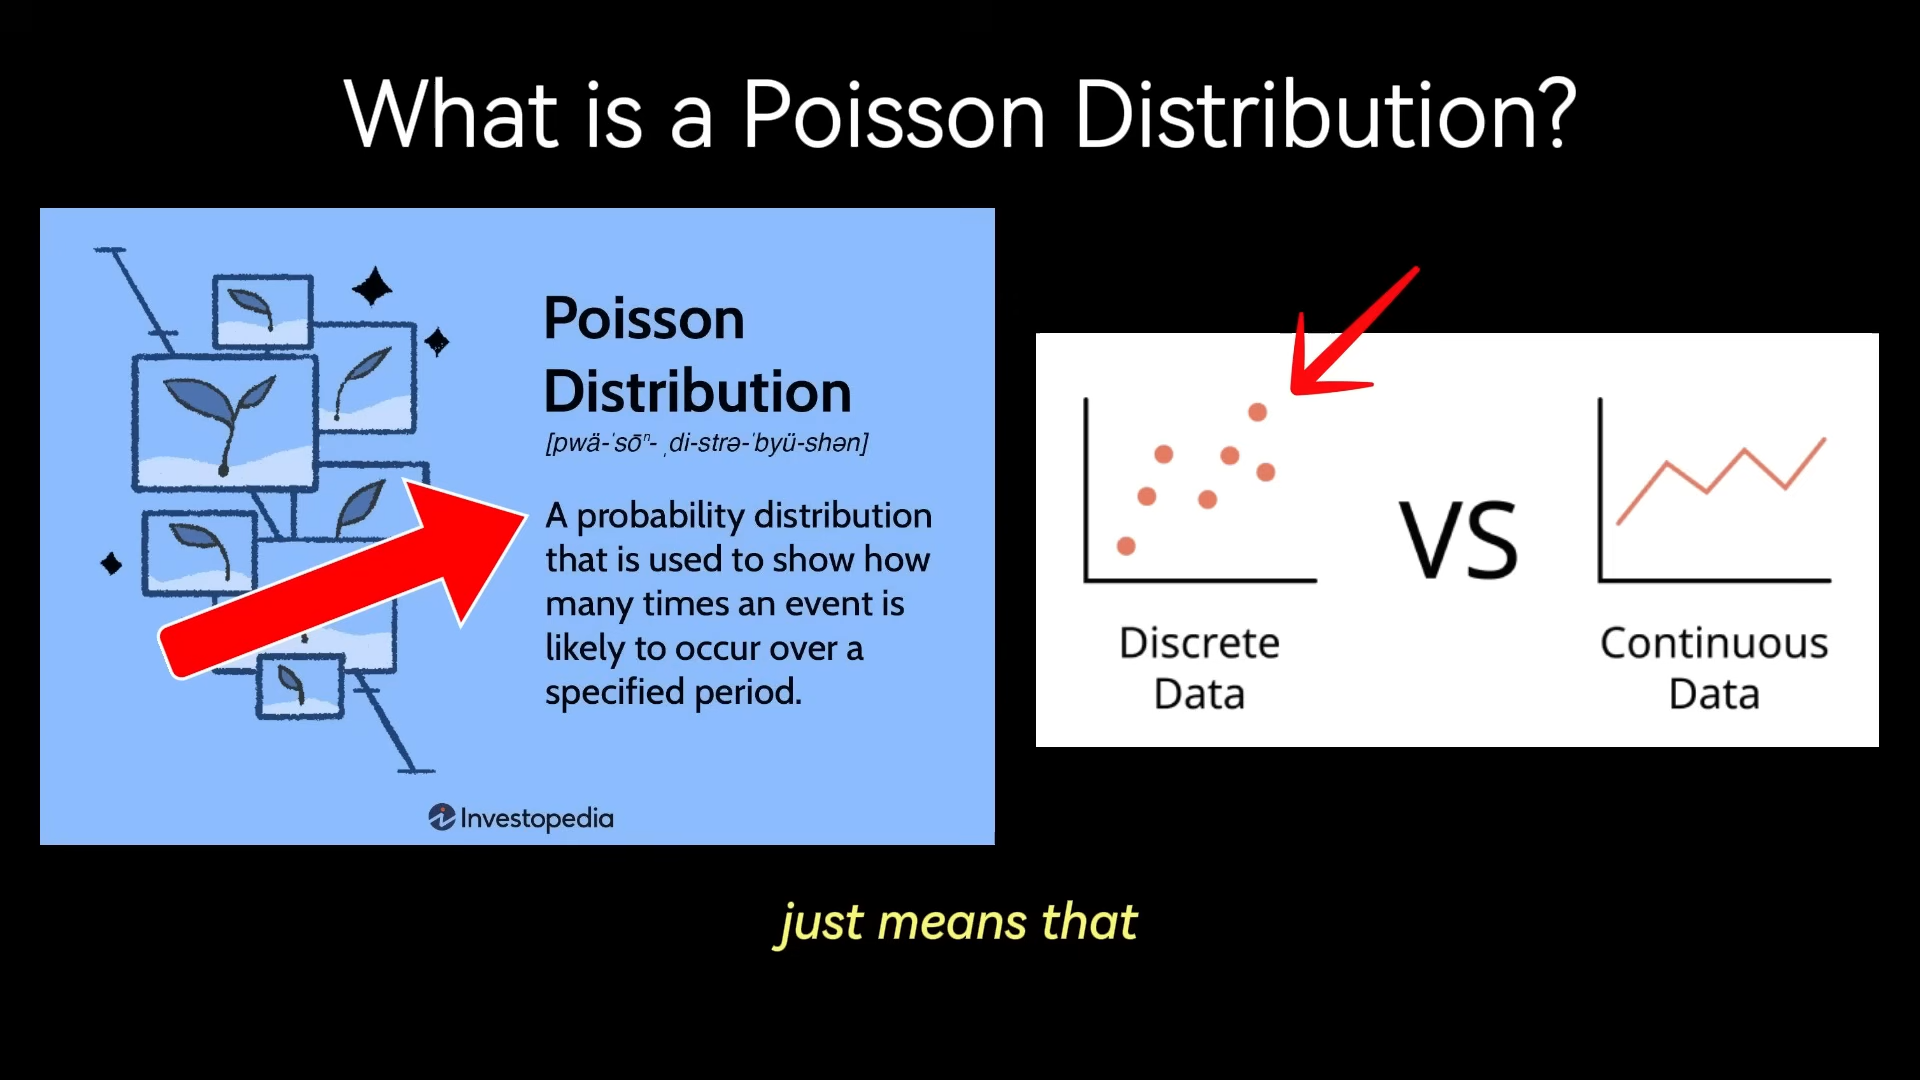 What is a Poisson Distribution?
Poisson
Distribution
[pwä-ˈsōⁿ- ˌdi-strə-ˈbyü-shən]
A probability distribution
that is used to show how
many times an event is
likely to occur over a
specified period.
Investopedia
VS
Discrete
Data
Continuous
Data
just means that